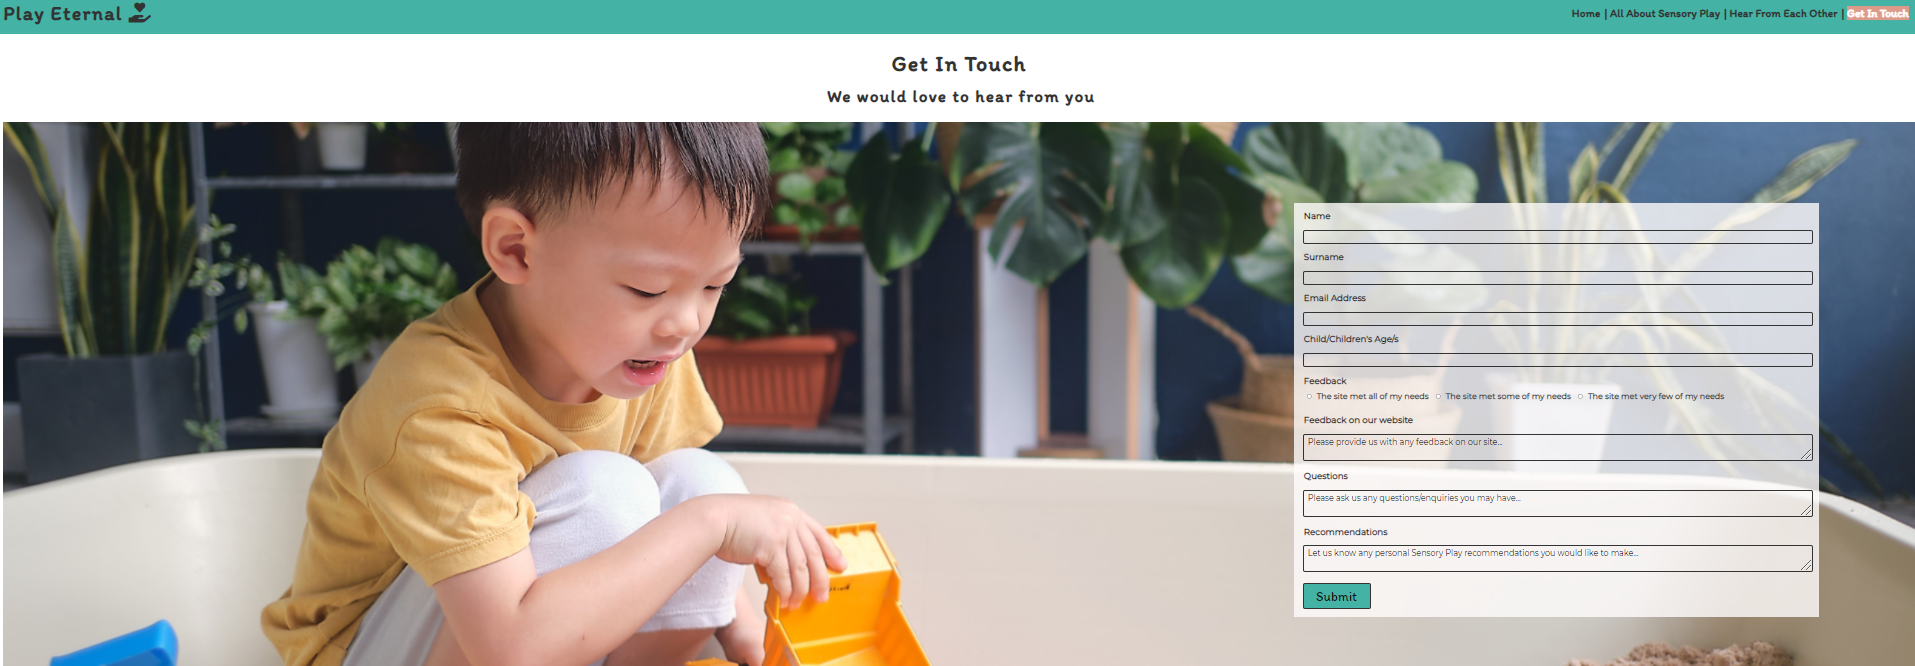 Play Eternal
Home | All About Sensory Play | Hear From Each Other | Get In Touch
Get In Touch
We would love to hear from you
Name
Surname
Email Address
Child/Children's Age/s
Feedback
The site met all of my needs The site met some of my needs The site met very few of my needs
Feedback on our website
Please provide us with any feedback on our site...
Questions
Please ask us any questions/enquiries you may have...
Recommendations
Let us know any personal Sensory Play recommendations you would like to make...
Submit